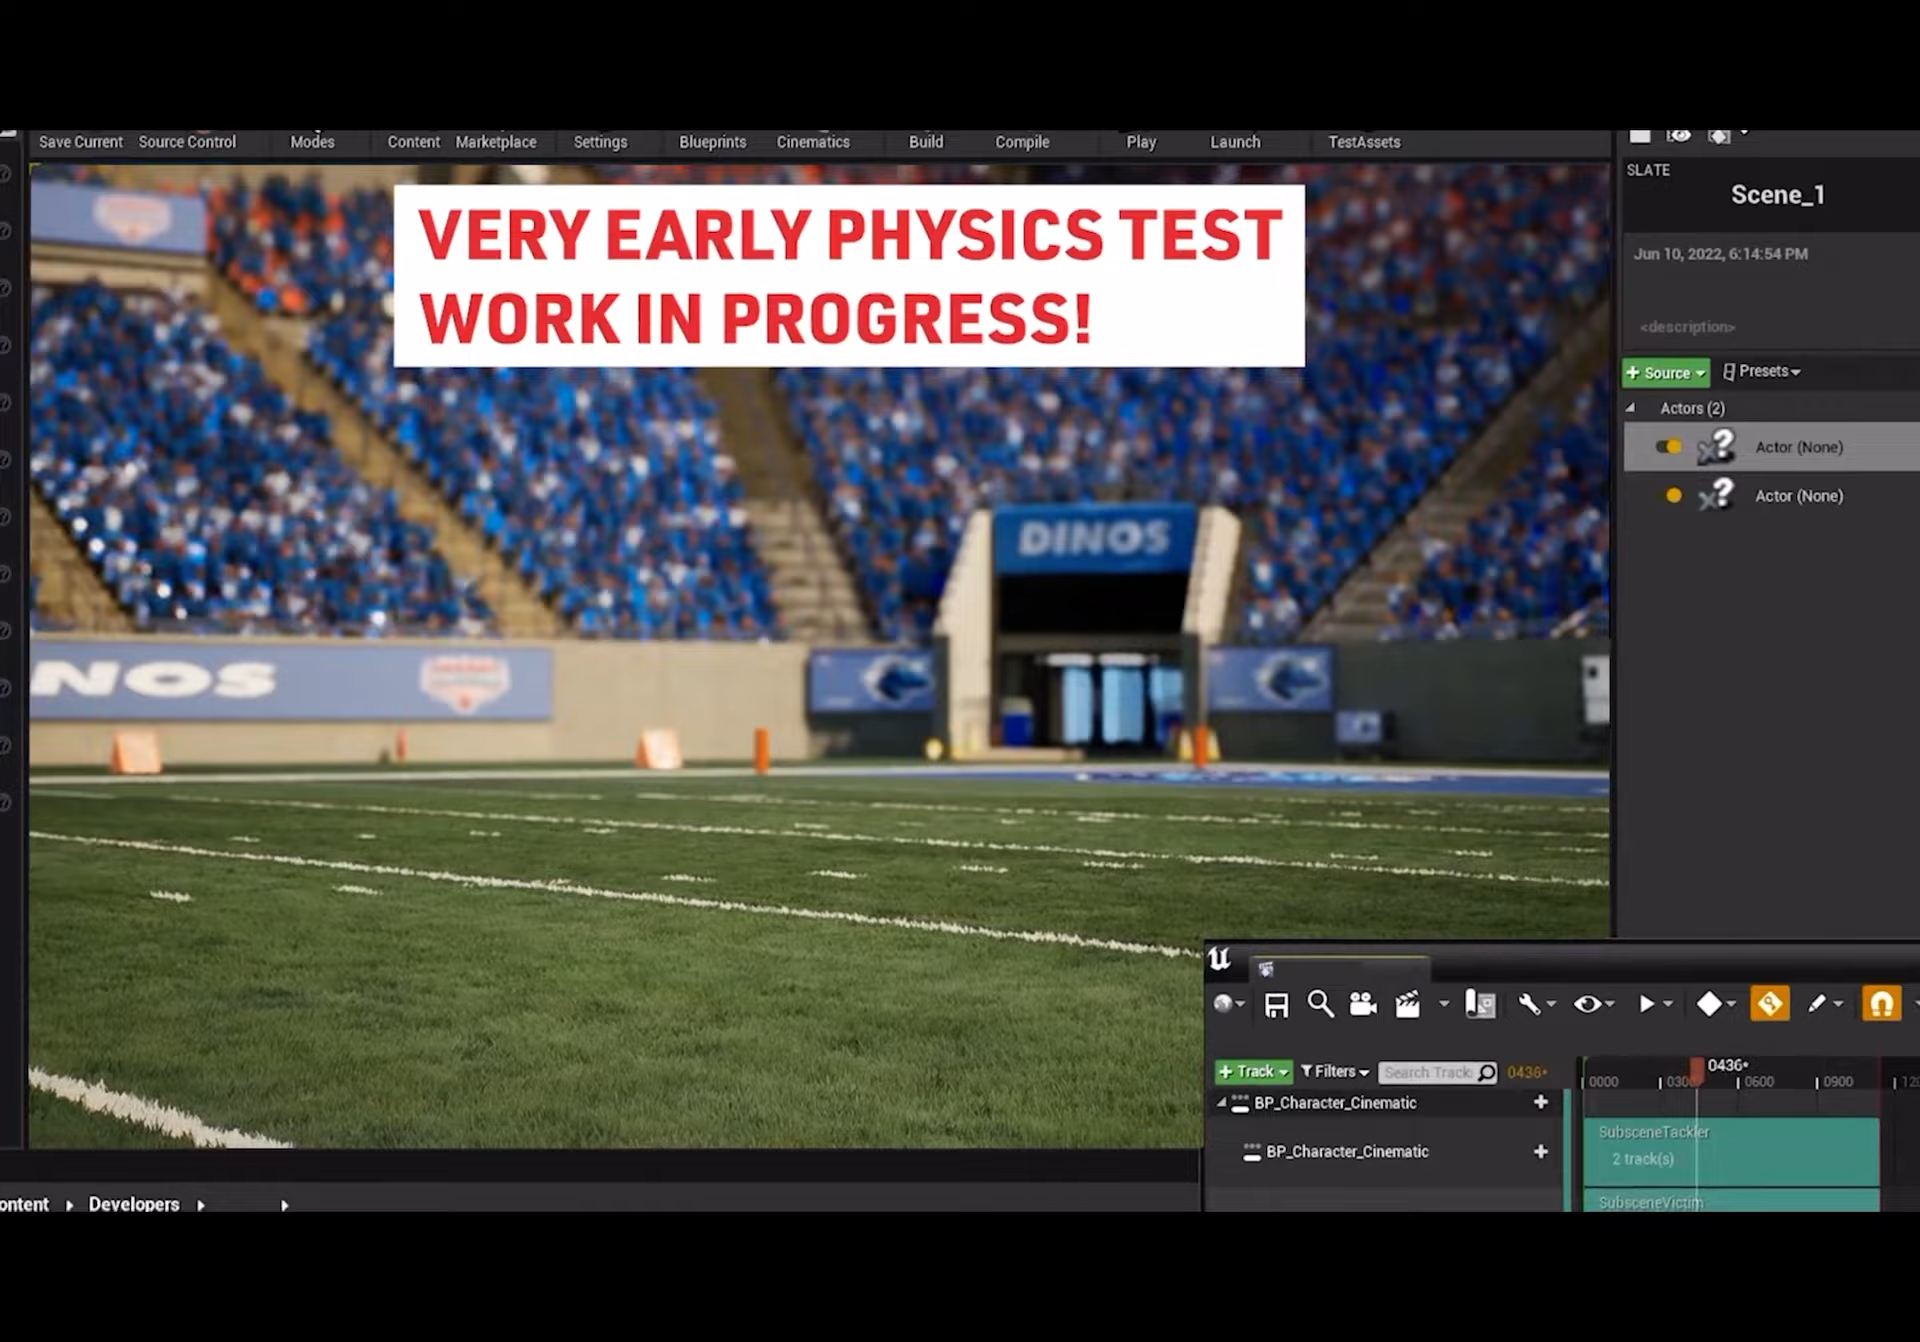 Save Current Source Control Modes Content Marketplace Settings Blueprints Cinematics Build Compile Play Launch TestAssets
VERY EARLY PHYSICS TEST
WORK IN PROGRESS!
DINOS
NOS
SLATE
Scene_1
Jun 10, 2022, 6:14:54 PM
<description>
+ Source Presets
Actors (2)
Actor (None)
Actor (None)
+ Track Filters Search Track 0436*
0436*
0000 0300 0600 0900 120
BP_Character_Cinematic
BP_Character_Cinematic
SubsceneTackler
2 track(s)
SubsceneVictim
ontent Developers